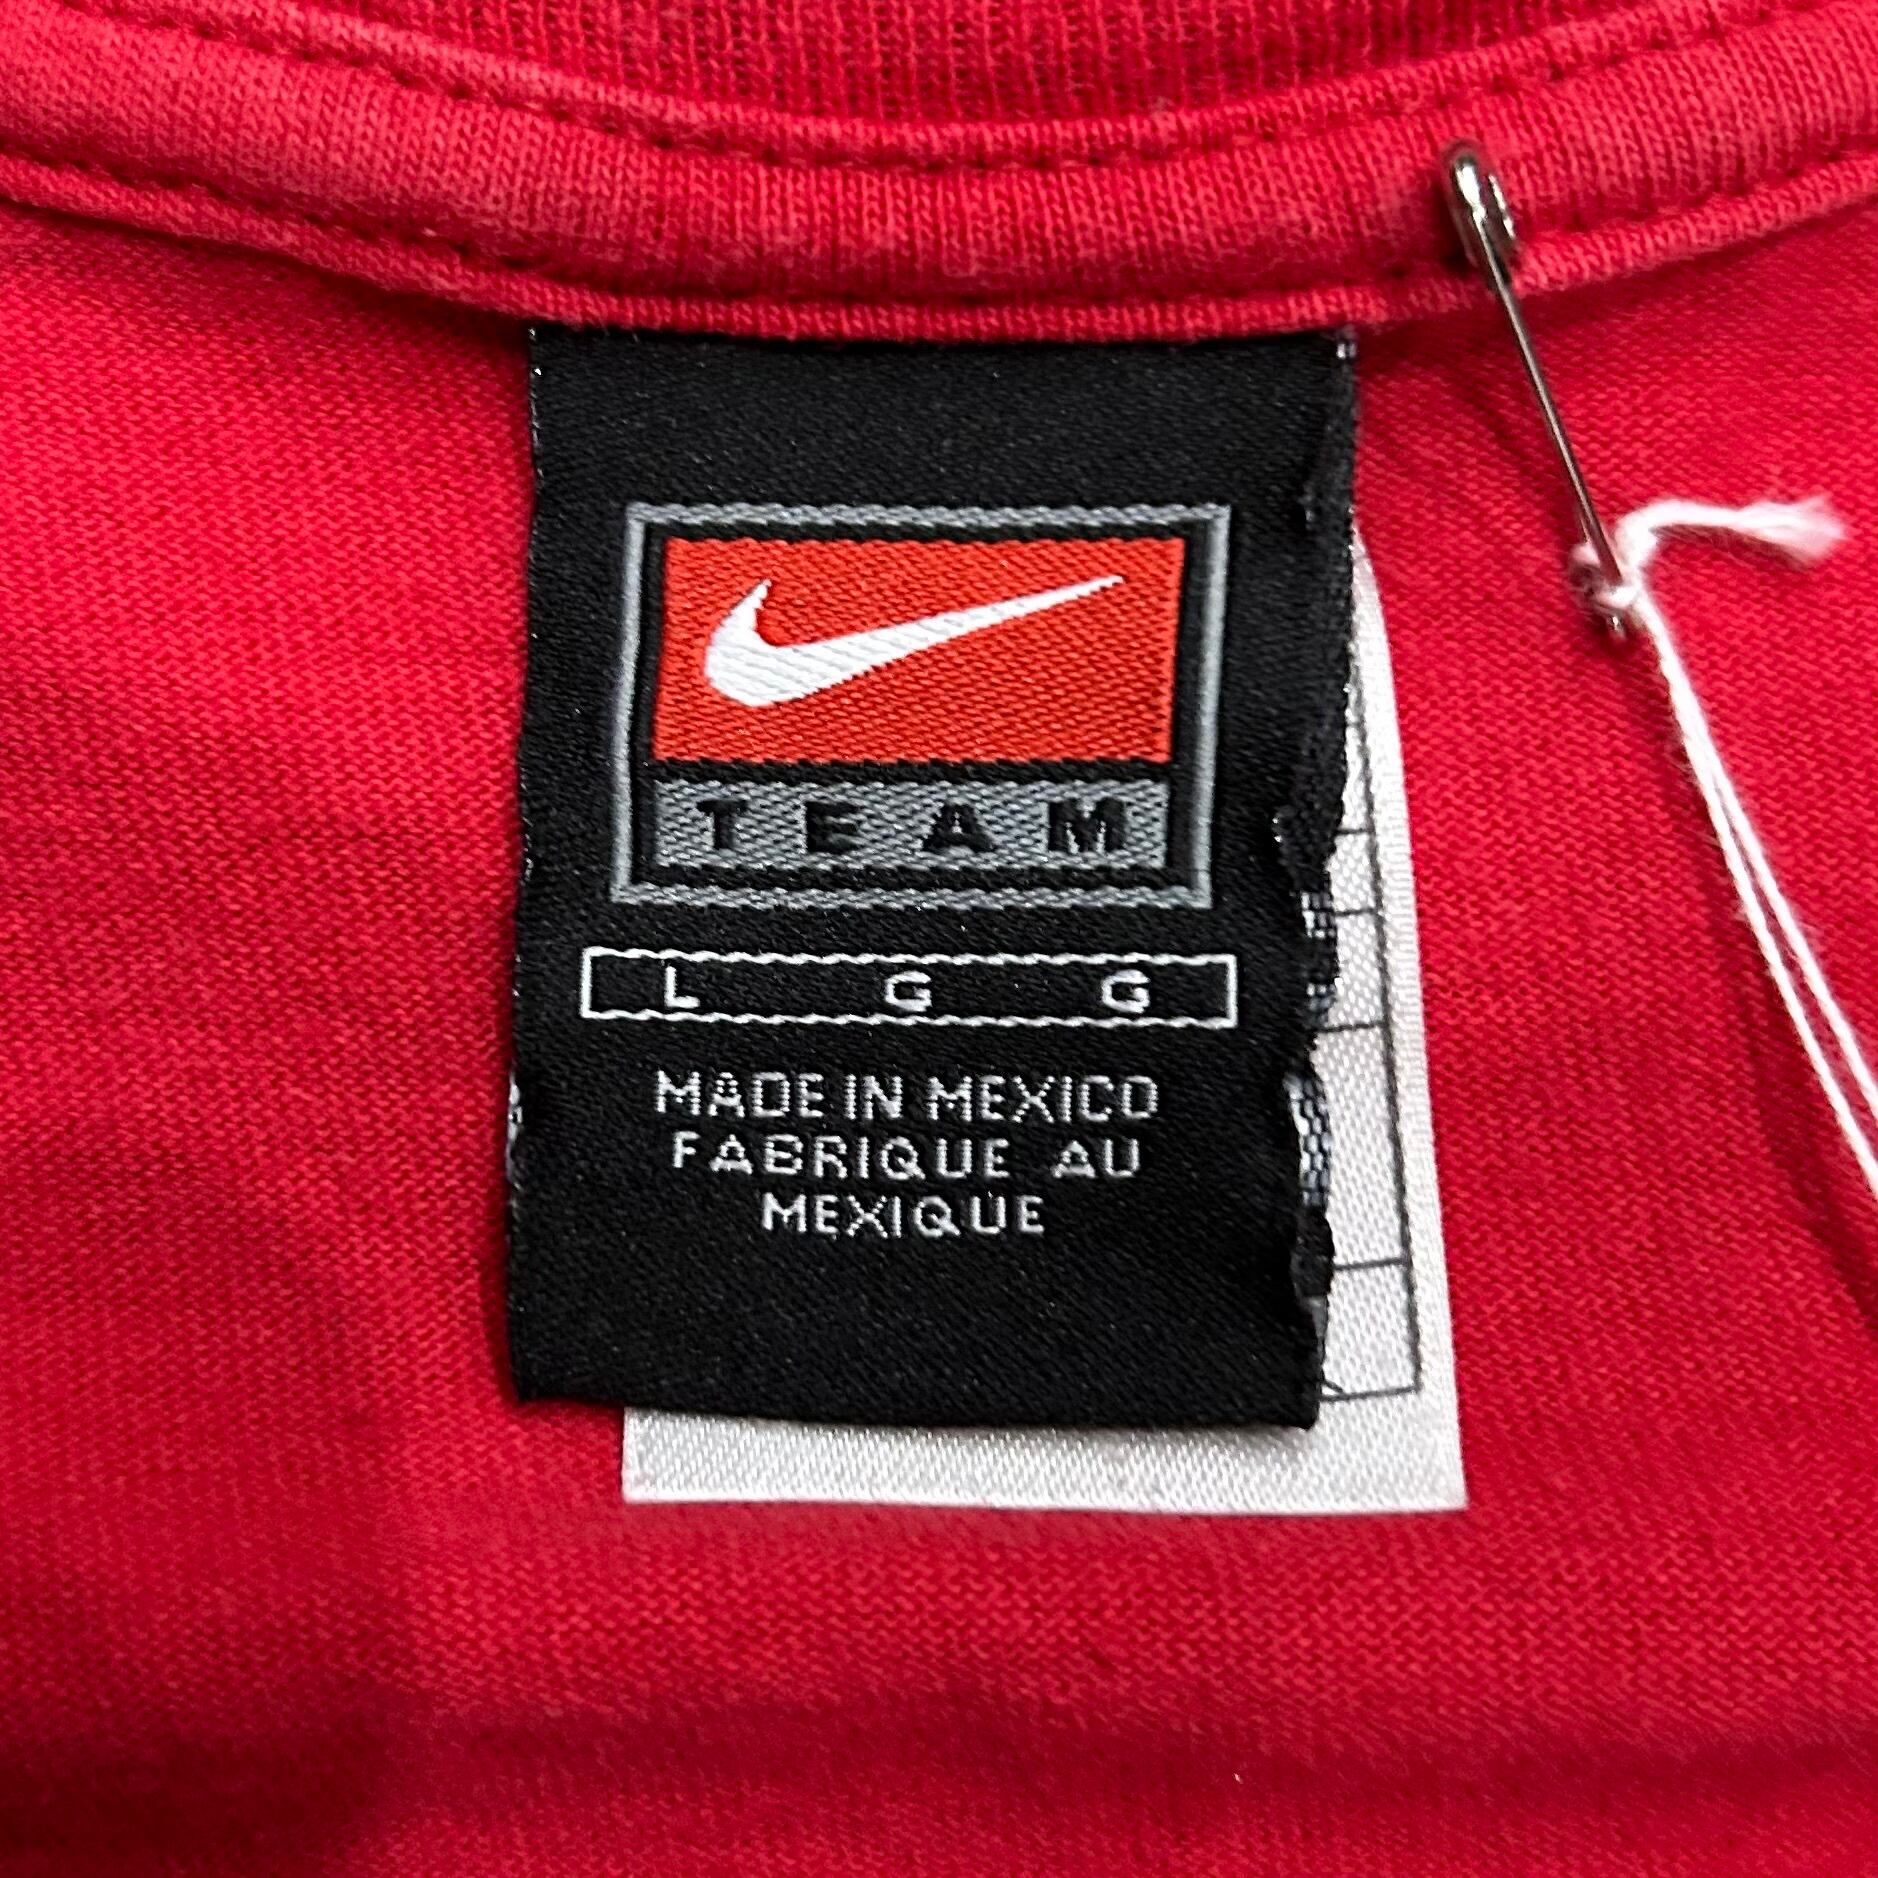 TEAM
L G G
MADE IN MEXICO
FABRIQUE AU
MEXIQUE